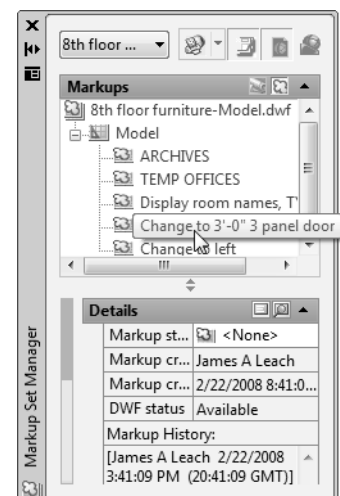 8th floor ...
Markups
8th floor furniture-Model.dwf
Model
ARCHIVES
TEMP OFFICES
Display room names, T
Change to 3'-0" 3 panel door
Change to left
Details
Markup st... <None>
Markup cr... James A Leach
Markup cr... 2/22/2008 8:41:0...
DWF status Available
Markup History:
[James A Leach 2/22/2008
3:41:09 PM (20:41:09 GMT)]
Markup Set Manager